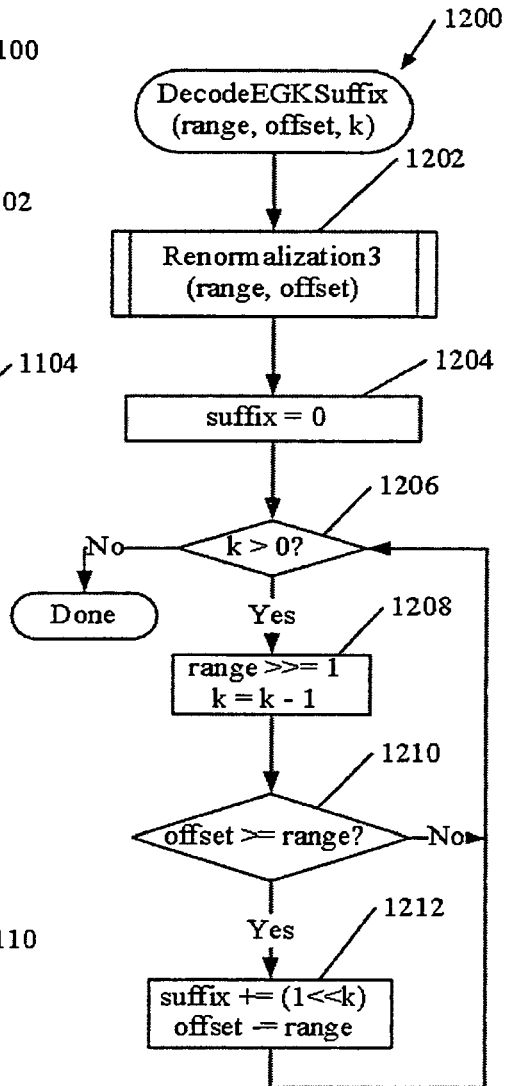 1200
100
DecodeEGKSuffix
(range, offset, k)
1202
02
Renormalization3
(range, offset)
1104
1204
suffix = 0
1206
No
k > 0?
Done
Yes
1208
range >>= 1
k = k - 1
1210
offset >= range?
No
Yes
1212
110
suffix += (1<<k)
offset -= range